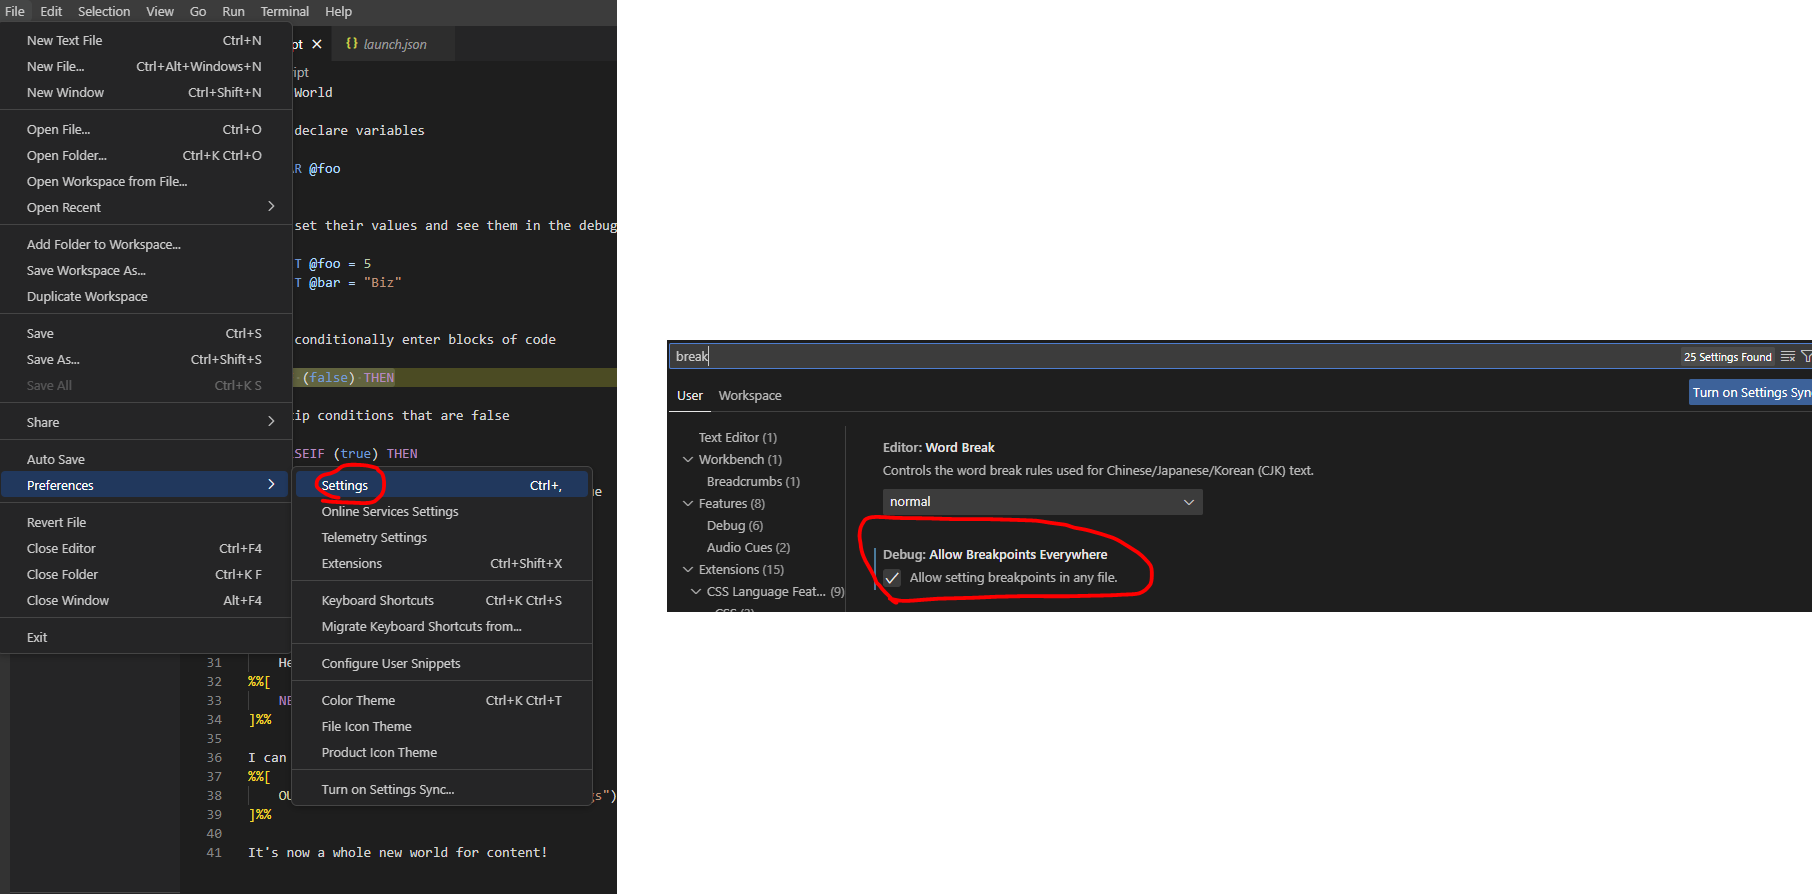 File Edit Selection View Go Run Terminal Help
New Text File Ctrl+N
New File... Ctrl+Alt+Windows+N
New Window Ctrl+Shift+N
Open File... Ctrl+O
Open Folder... Ctrl+K Ctrl+O
Open Workspace from File...
Open Recent
Add Folder to Workspace...
Save Workspace As...
Duplicate Workspace
Save Ctrl+S
Save As... Ctrl+Shift+S
Save All Ctrl+K S
Share
Auto Save
Preferences
Revert File
Close Editor Ctrl+F4
Close Folder Ctrl+K F
Close Window Alt+F4
Exit
pt {} launch.json
ipt
World
declare variables
R @foo
set their values and see them in the debug
T @foo = 5
T @bar = "Biz"
conditionally enter blocks of code
(false) THEN
ip conditions that are false
SEIF (true) THEN
e
Settings Ctrl+,
Online Services Settings
Telemetry Settings
Extensions Ctrl+Shift+X
Keyboard Shortcuts Ctrl+K Ctrl+S
Migrate Keyboard Shortcuts from...
Configure User Snippets
Color Theme Ctrl+K Ctrl+T
File Icon Theme
Product Icon Theme
Turn on Settings Sync...
31 He
32 %%[
33 NE
34 ]%%
35
36 I can
37 %%[
38 OU s")
39 ]%%
40
41 It's now a whole new world for content!
break 25 Settings Found
User Workspace Turn on Settings Syn
Text Editor (1)
Workbench (1)
Breadcrumbs (1)
Features (8)
Debug (6)
Audio Cues (2)
Extensions (15)
CSS Language Feat... (9)
Editor: Word Break
Controls the word break rules used for Chinese/Japanese/Korean (CJK) text.
normal
Debug: Allow Breakpoints Everywhere
Allow setting breakpoints in any file.